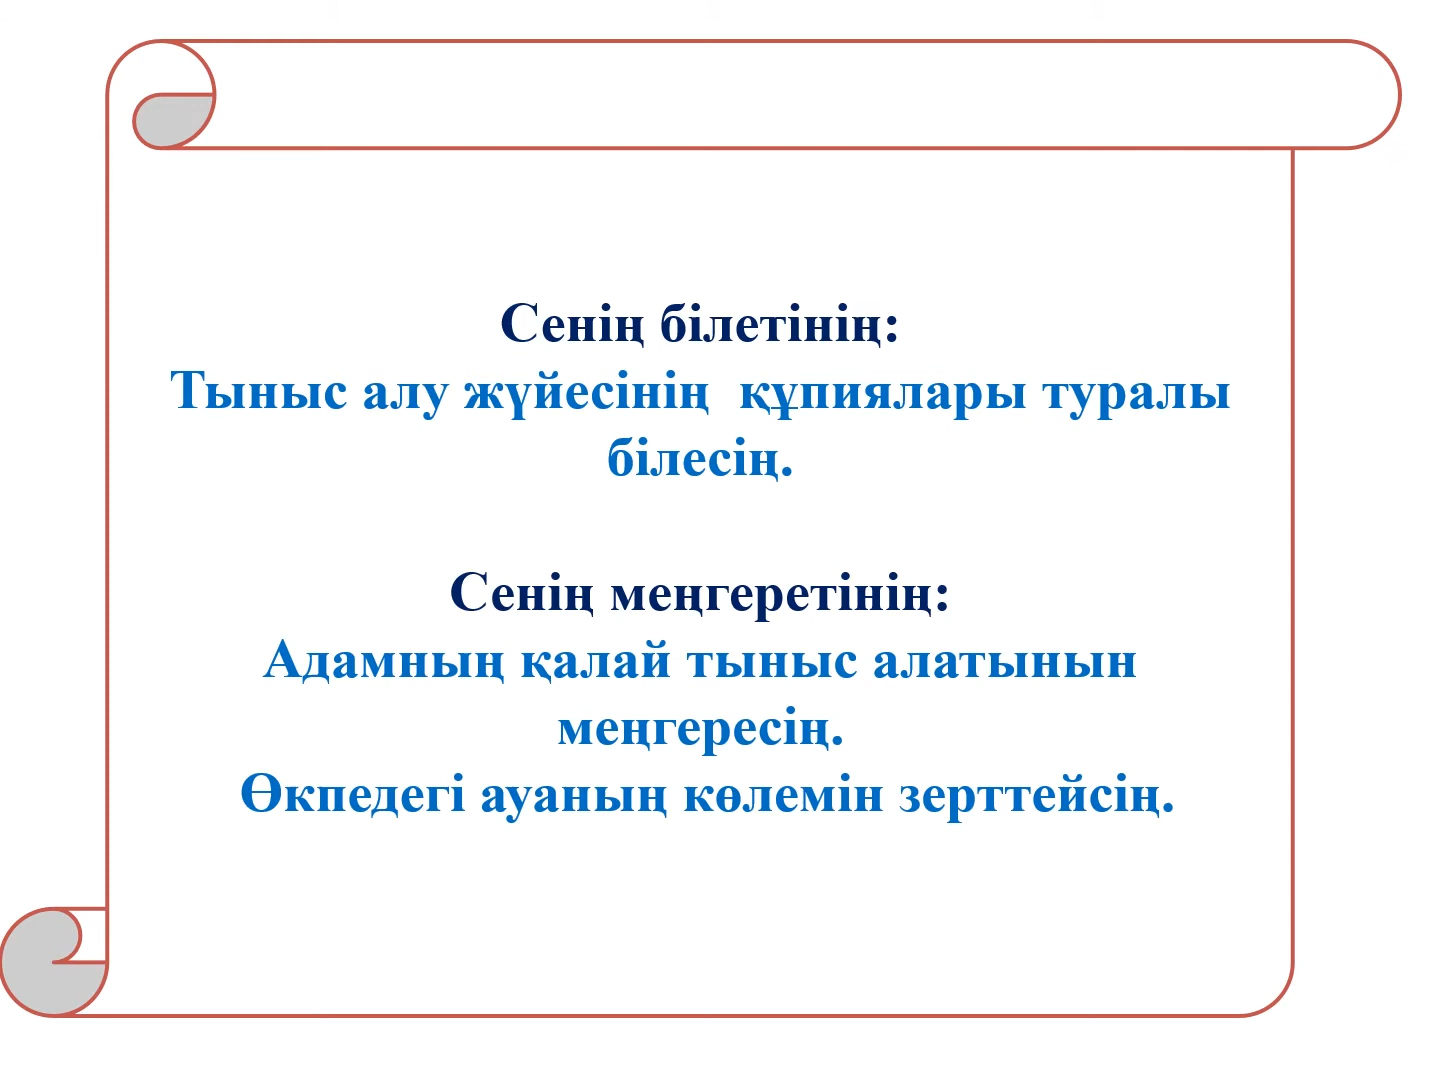 Сенің білетінің:
Тыныс алу жүйесінің құпиялары туралы
білесің.
Сенің меңгеретінің:
Адамның қалай тыныс алатынын
меңгересің.
Өкпедегі ауаның көлемін зерттейсің.